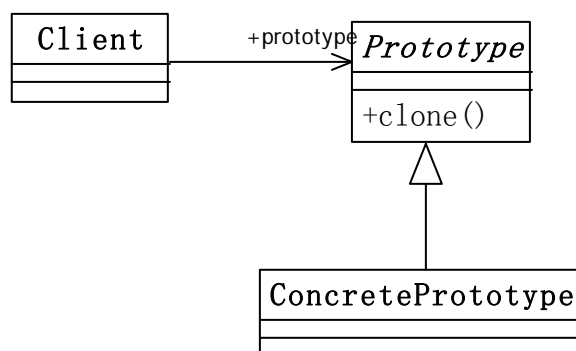 Client
+prototype
Prototype
+clone()
ConcretePrototype